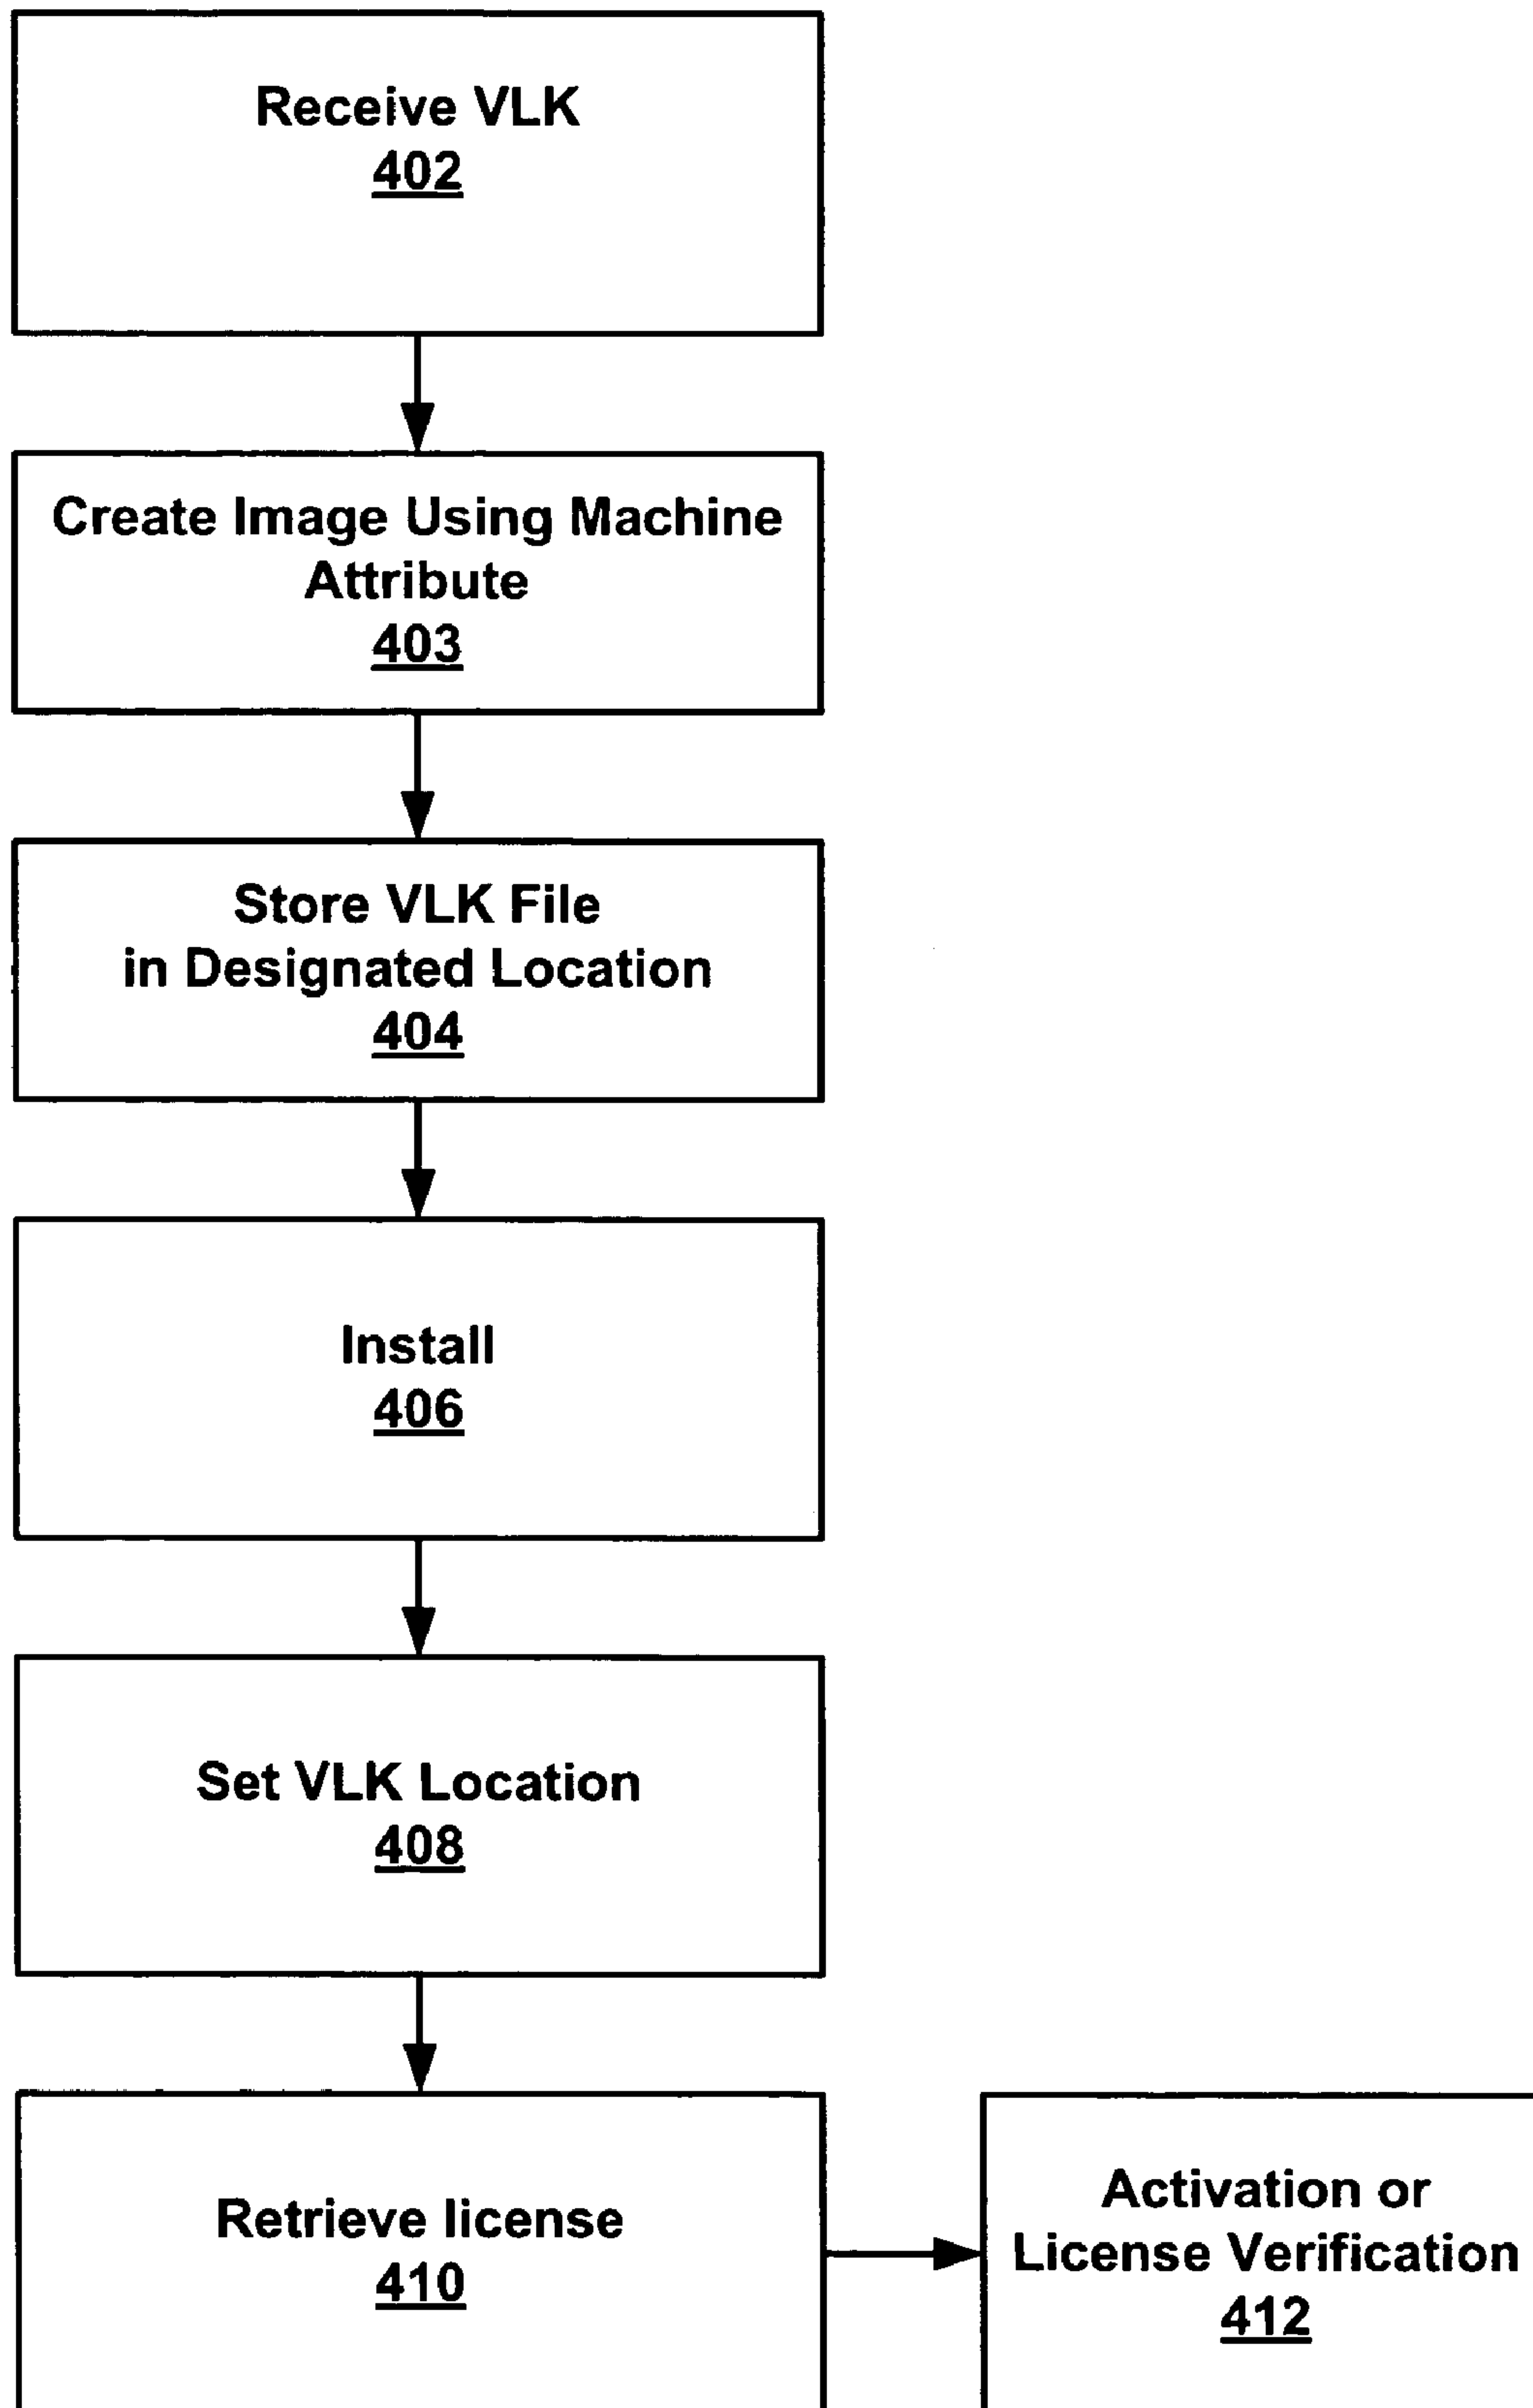 Receive VLK
402
Create Image Using Machine
Attribute
403
Store VLK File
in Designated Location
404
Install
406
Set VLK Location
408
Retrieve license
410
Activation or
License Verification
412